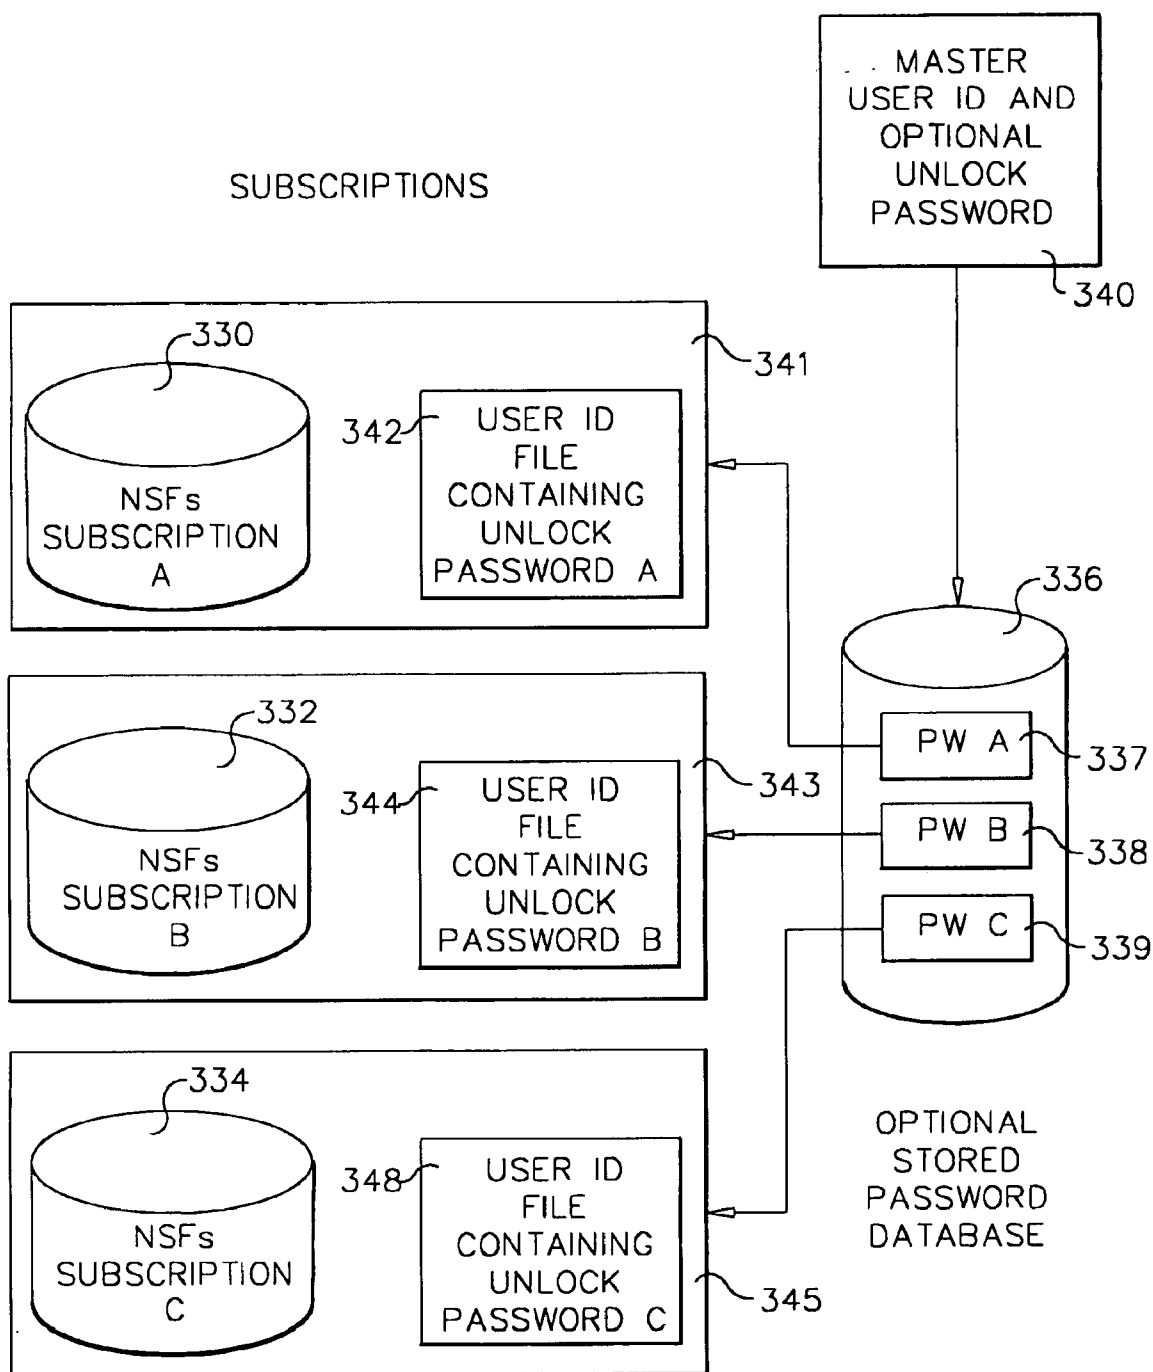 MASTER
USER ID AND
OPTIONAL
UNLOCK
PASSWORD
340
SUBSCRIPTIONS
330
341
342
USER ID
FILE
CONTAINING
UNLOCK
PASSWORD A
NSFs
SUBSCRIPTION
A
336
332
343
344
USER ID
FILE
CONTAINING
UNLOCK
PASSWORD B
NSFs
SUBSCRIPTION
B
PW A
337
PW B
338
PW C
339
334
348
USER ID
FILE
CONTAINING
UNLOCK
PASSWORD C
345
NSFs
SUBSCRIPTION
C
OPTIONAL
STORED
PASSWORD
DATABASE